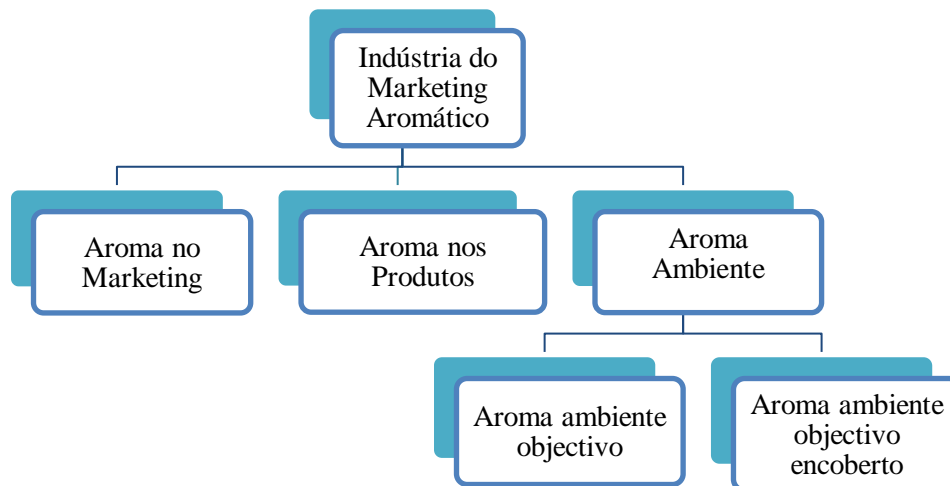 Indústria do
Marketing
Aromático
Aroma no
Marketing
Aroma nos
Produtos
Aroma
Ambiente
Aroma ambiente
objectivo
Aroma ambiente
objectivo
encoberto